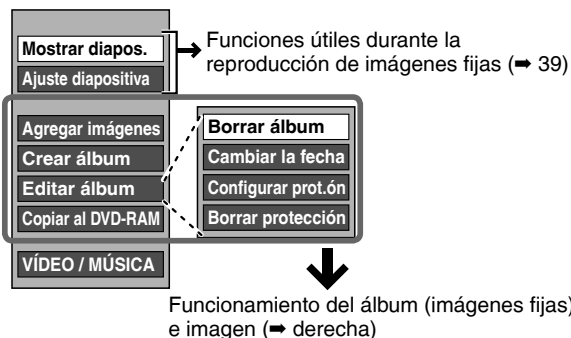 Mostrar diapos.
Ajuste diapositiva
Funciones útiles durante la
reproducción de imágenes fijas (➡ 39)
Agregar imágenes
Crear álbum
Editar álbum
Copiar al DVD-RAM
VÍDEO / MÚSICA
Borrar álbum
Cambiar la fecha
Configurar prot.ón
Borrar protección
Funcionamiento del álbum (imágenes fijas)
e imagen (➡ derecha)